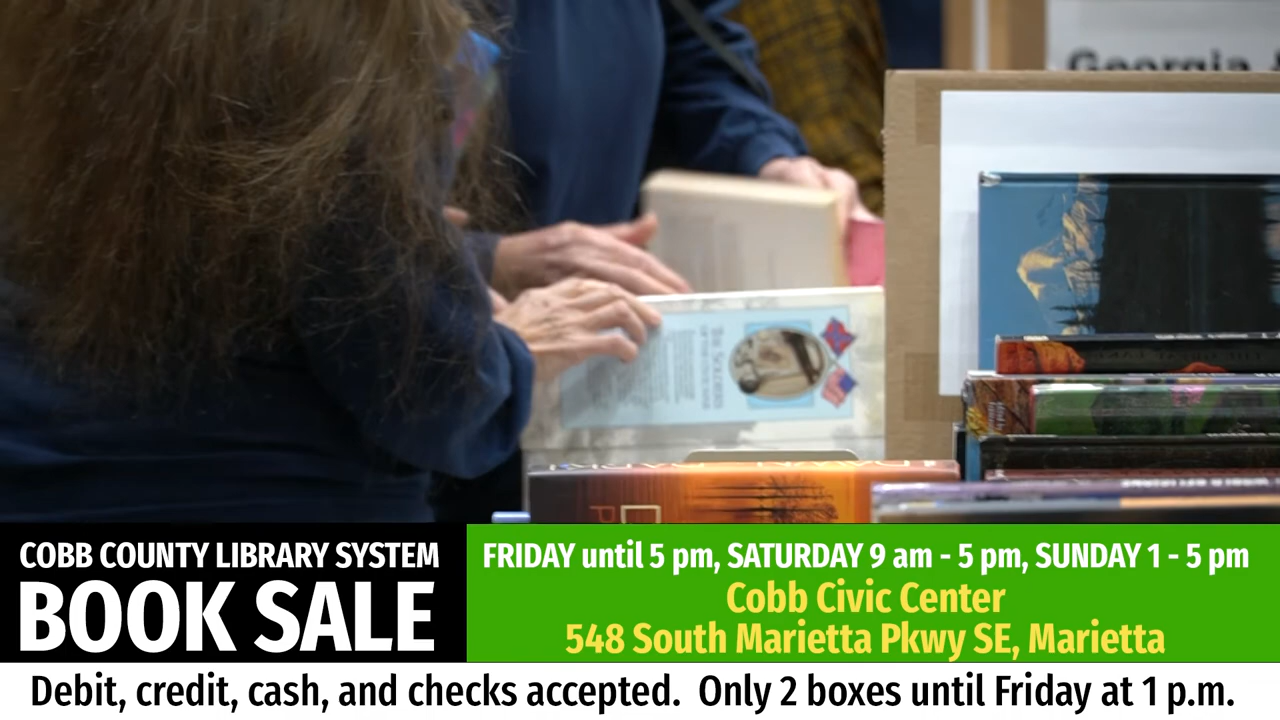 Georgia
COBB COUNTY LIBRARY SYSTEM
BOOK SALE
FRIDAY until 5 pm, SATURDAY 9 am - 5 pm, SUNDAY 1 - 5 pm
Cobb Civic Center
548 South Marietta Pkwy SE, Marietta
Debit, credit, cash, and checks accepted. Only 2 boxes until Friday at 1 p.m.